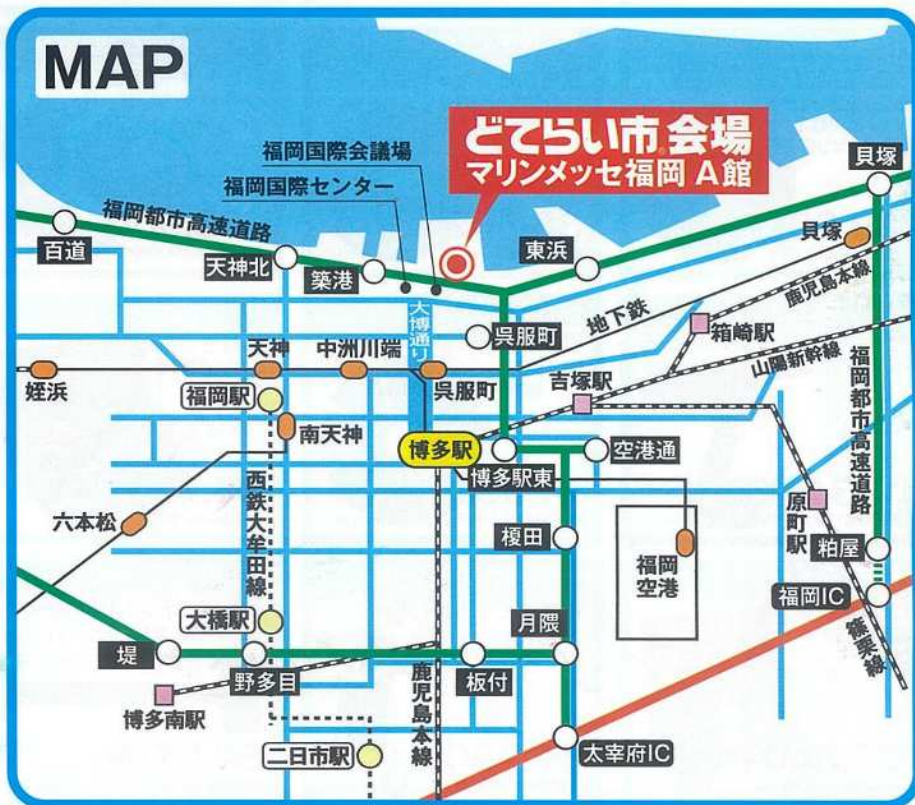 MAP
どてらい市 会場
マリンメッセ福岡 A館
福岡国際会議場
福岡国際センター
貝塚
福岡都市高速道路
百道
天神北
築港
東浜
貝塚
鹿児島本線
大博通り
呉服町
地下鉄
箱崎駅
山陽新幹線
姪浜
天神
中洲川端
呉服町
吉塚駅
福岡都市高速道路
福岡駅
南天神
博多駅
博多駅東
空港通
西鉄大牟田線
六本松
榎田
福岡
空港
原町駅
粕屋
福岡IC
大橋駅
月隈
篠栗線
堤
野多目
板付
博多南駅
鹿児島本線
二日市駅
太宰府IC